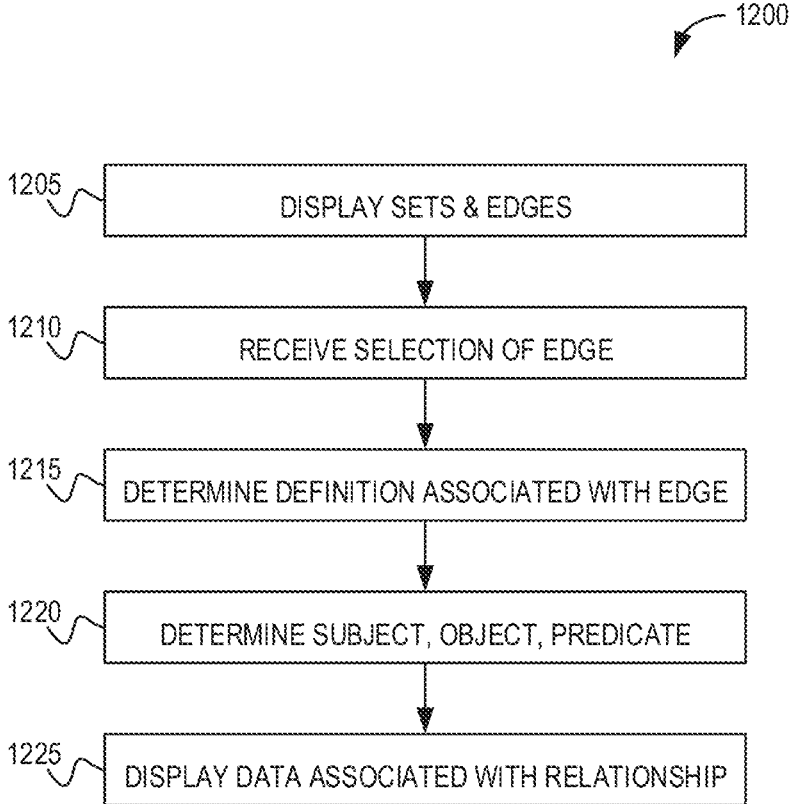 1200
1205
DISPLAY SETS & EDGES
1210
RECEIVE SELECTION OF EDGE
1215
DETERMINE DEFINITION ASSOCIATED WITH EDGE
1220
DETERMINE SUBJECT, OBJECT, PREDICATE
1225
DISPLAY DATA ASSOCIATED WITH RELATIONSHIP